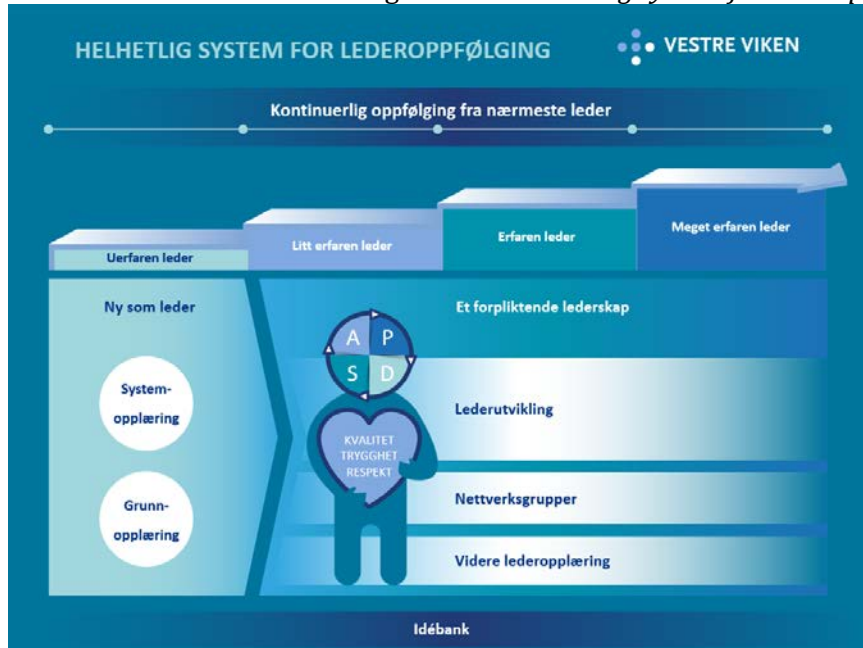 HELHETLIG SYSTEM FOR LEDEROPPFØLGING
VESTRE VIKEN
Kontinuerlig oppfølging fra nærmeste leder
Uerfaren leder
Litt erfaren leder
Erfaren leder
Meget erfaren leder
Ny som leder
System-
opplæring
Grunn-
opplæring
Et forpliktende lederskap
A P
S D
KVALITET
TRYGGHET
RESPEKT
Lederutvikling
Nettverksgrupper
Videre lederopplæring
Idébank